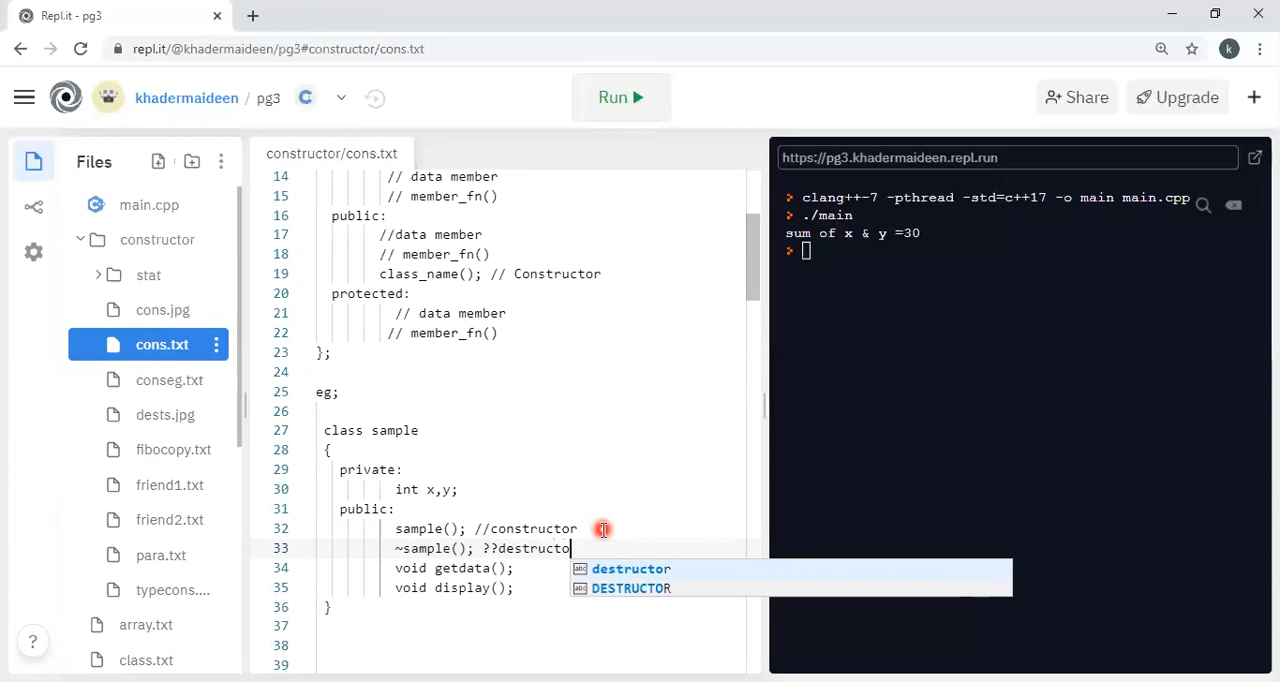 Repl.it - pg3
repl.it/@khadermaideen/pg3#constructor/cons.txt
k
khadermaideen / pg3
Run
Share
Upgrade
Files
main.cpp
constructor
stat
cons.jpg
cons.txt
conseg.txt
dests.jpg
fibocopy.txt
friend1.txt
friend2.txt
para.txt
typecons....
array.txt
class.txt
?
constructor/cons.txt
14 // data member
15 // member_fn()
16 public:
17 //data member
18 // member_fn()
19 class_name(); // Constructor
20 protected:
21 // data member
22 // member_fn()
23 };
24
25 eg;
26
27 class sample
28 {
29 private:
30 int x,y;
31 public:
32 sample(); //constructor
33 ~sample(); ??destructo
34 void getdata();
35 void display();
36 }
37
38
39
abc destructor
abc DESTRUCTOR
https://pg3.khadermaideen.repl.run
> clang++-7 -pthread -std=c++17 -o main main.cpp
> ./main
sum of x & y =30
>